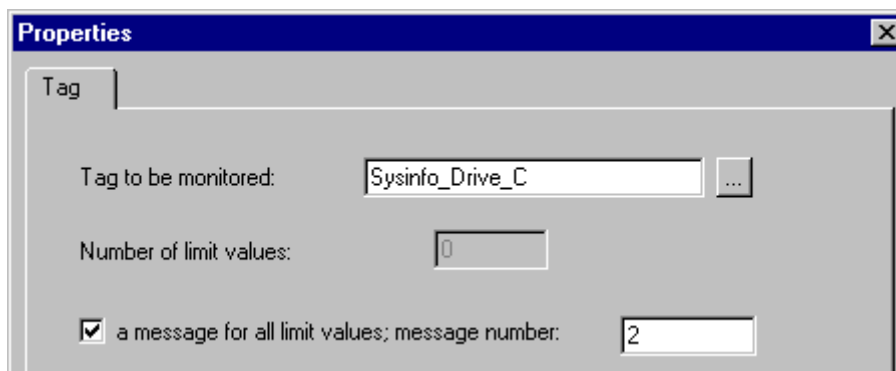 Properties
Tag
Tag to be monitored: Sysinfo_Drive_C ...
Number of limit values: 0
a message for all limit values; message number: 2